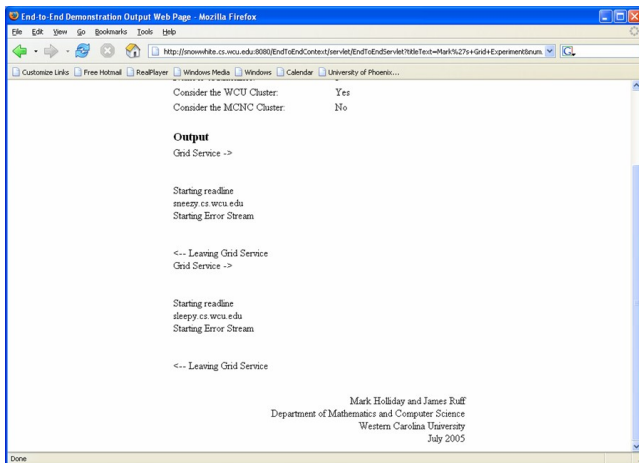 End-to-End Demonstration Output Web Page - Mozilla Firefox
File Edit View Go Bookmarks Tools Help
http://snowwhite.cs.wcu.edu:8080/EndToEndContext/servlet/EndToEndServlet?titleText=Mark%27s+Grid+Experiment&num.
Customize Links Free Hotmail RealPlayer Windows Media Windows Calendar University of Phoenix...
Consider the WCU Cluster: Yes
Consider the MCNC Cluster: No
Output
Grid Service ->
Starting readline
sneezy.cs.wcu.edu
Starting Error Stream
<-- Leaving Grid Service
Grid Service ->
Starting readline
sleepy.cs.wcu.edu
Starting Error Stream
<-- Leaving Grid Service
Mark Holliday and James Ruff
Department of Mathematics and Computer Science
Western Carolina University
July 2005
Done